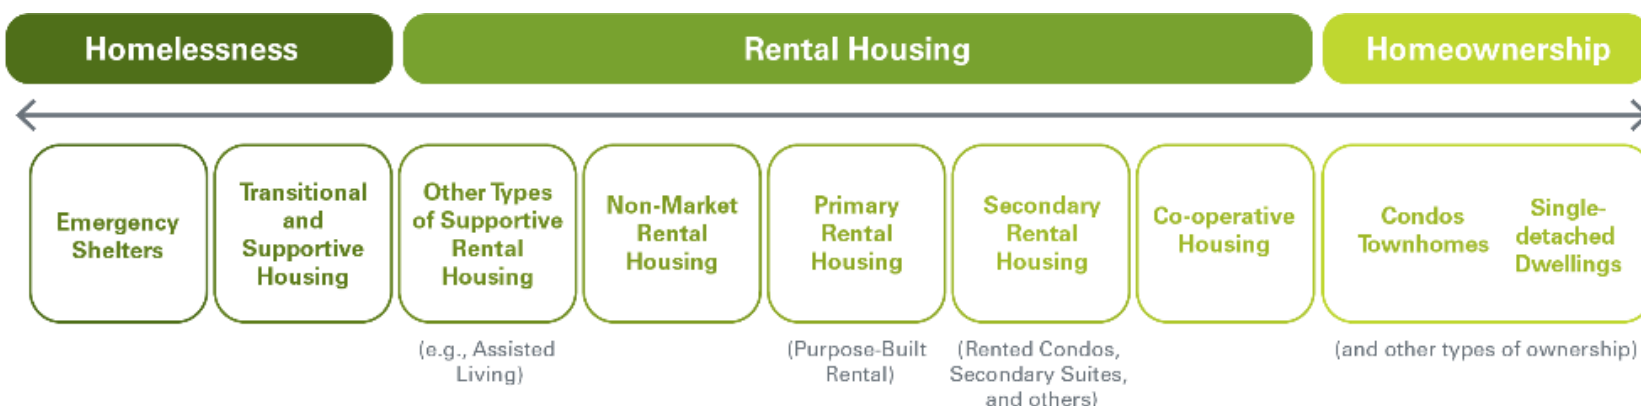 Homelessness
Rental Housing
Homeownership
Emergency
Shelters
Transitional
and
Supportive
Housing
Other Types
of Supportive
Rental
Housing
Non-Market
Rental
Housing
Primary
Rental
Housing
Secondary
Rental
Housing
Co-operative
Housing
Condos
Townhomes
Single-
detached
Dwellings
(e.g., Assisted
Living)
(Purpose-Built
Rental)
(Rented Condos,
Secondary Suites,
and others)
(and other types of ownership)